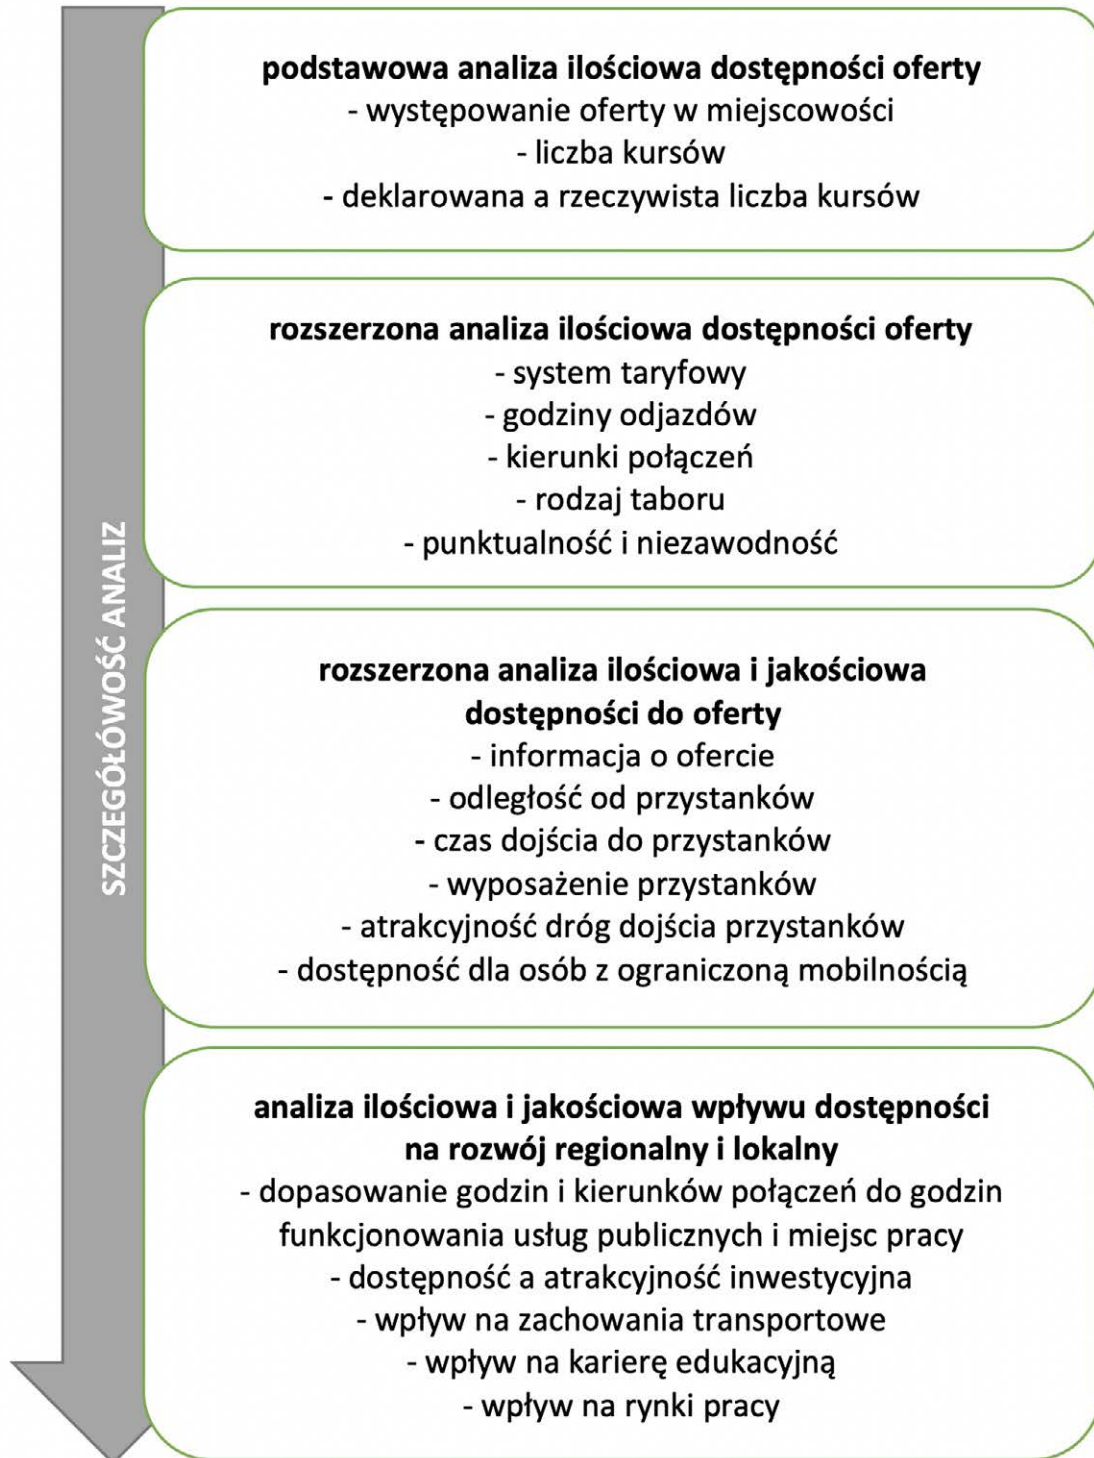 podstawowa analiza ilościowa dostępności oferty
- występowanie oferty w miejscowości
- liczba kursów
- deklarowana a rzeczywista liczba kursów
rozszerzona analiza ilościowa dostępności oferty
- system taryfowy
- godziny odjazdów
- kierunki połączeń
- rodzaj taboru
- punktualność i niezawodność
SZCZEGÓŁÓWOŚĆ ANALIZ
rozszerzona analiza ilościowa i jakościowa
dostępności do oferty
- informacja o ofercie
- odległość od przystanków
- czas dojścia do przystanków
- wyposażenie przystanków
- atrakcyjność dróg dojścia przystanków
- dostępność dla osób z ograniczoną mobilnością
analiza ilościowa i jakościowa wpływu dostępności
na rozwój regionalny i lokalny
- dopasowanie godzin i kierunków połączeń do godzin
funkcjonowania usług publicznych i miejsc pracy
- dostępność a atrakcyjność inwestycyjna
- wpływ na zachowania transportowe
- wpływ na karierę edukacyjną
- wpływ na rynki pracy